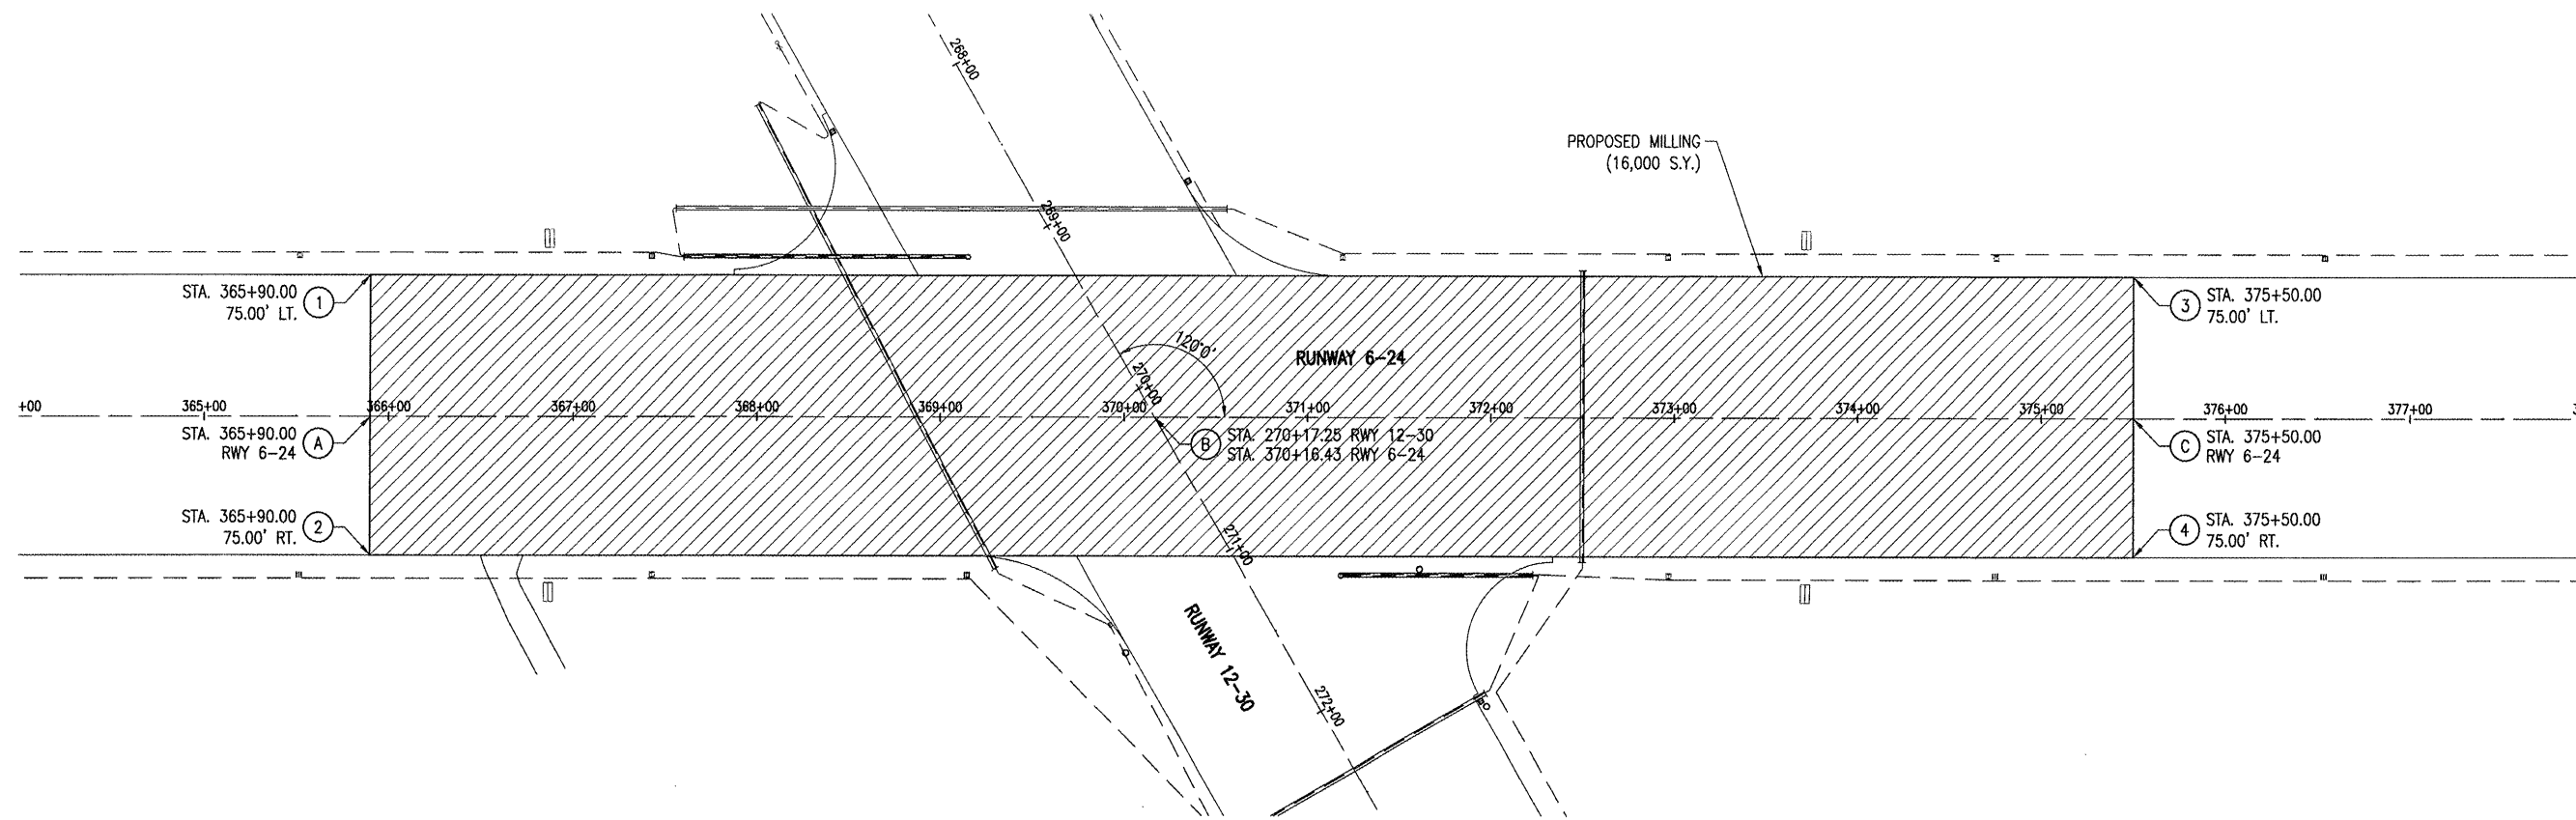 268+00
PROPOSED MILLING
(16,000 S.Y.)
269+00
STA. 365+90.00
75.00' LT.
1
3
STA. 375+50.00
75.00' LT.
120°0'
RUNWAY 6-24
270+00
+00
365+00
366+00
367+00
368+00
369+00
370+00
371+00
372+00
373+00
374+00
375+00
376+00
377+00
STA. 365+90.00
RWY 6-24
A
B
STA. 270+17.25 RWY 12-30
STA. 370+16.43 RWY 6-24
C
STA. 375+50.00
RWY 6-24
STA. 365+90.00
75.00' RT.
2
271+00
4
STA. 375+50.00
75.00' RT.
RUNWAY 12-30
272+00